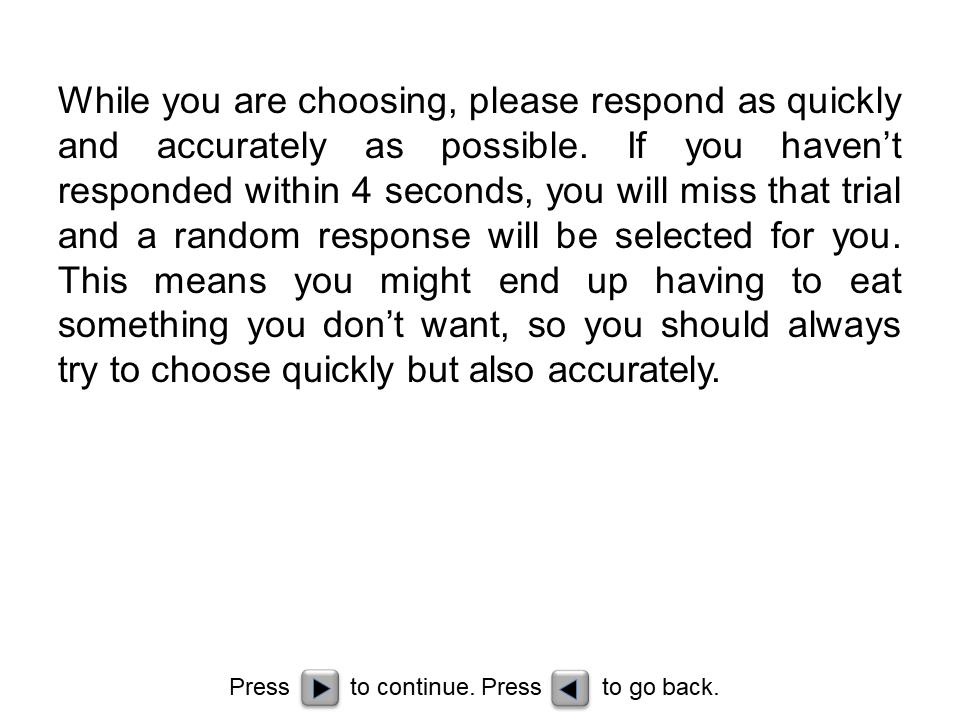 While you are choosing, please respond as quickly
and accurately as possible. If you haven’t
responded within 4 seconds, you will miss that trial
and a random response will be selected for you.
This means you might end up having to eat
something you don’t want, so you should always
try to choose quickly but also accurately.
Press to continue. Press to go back.